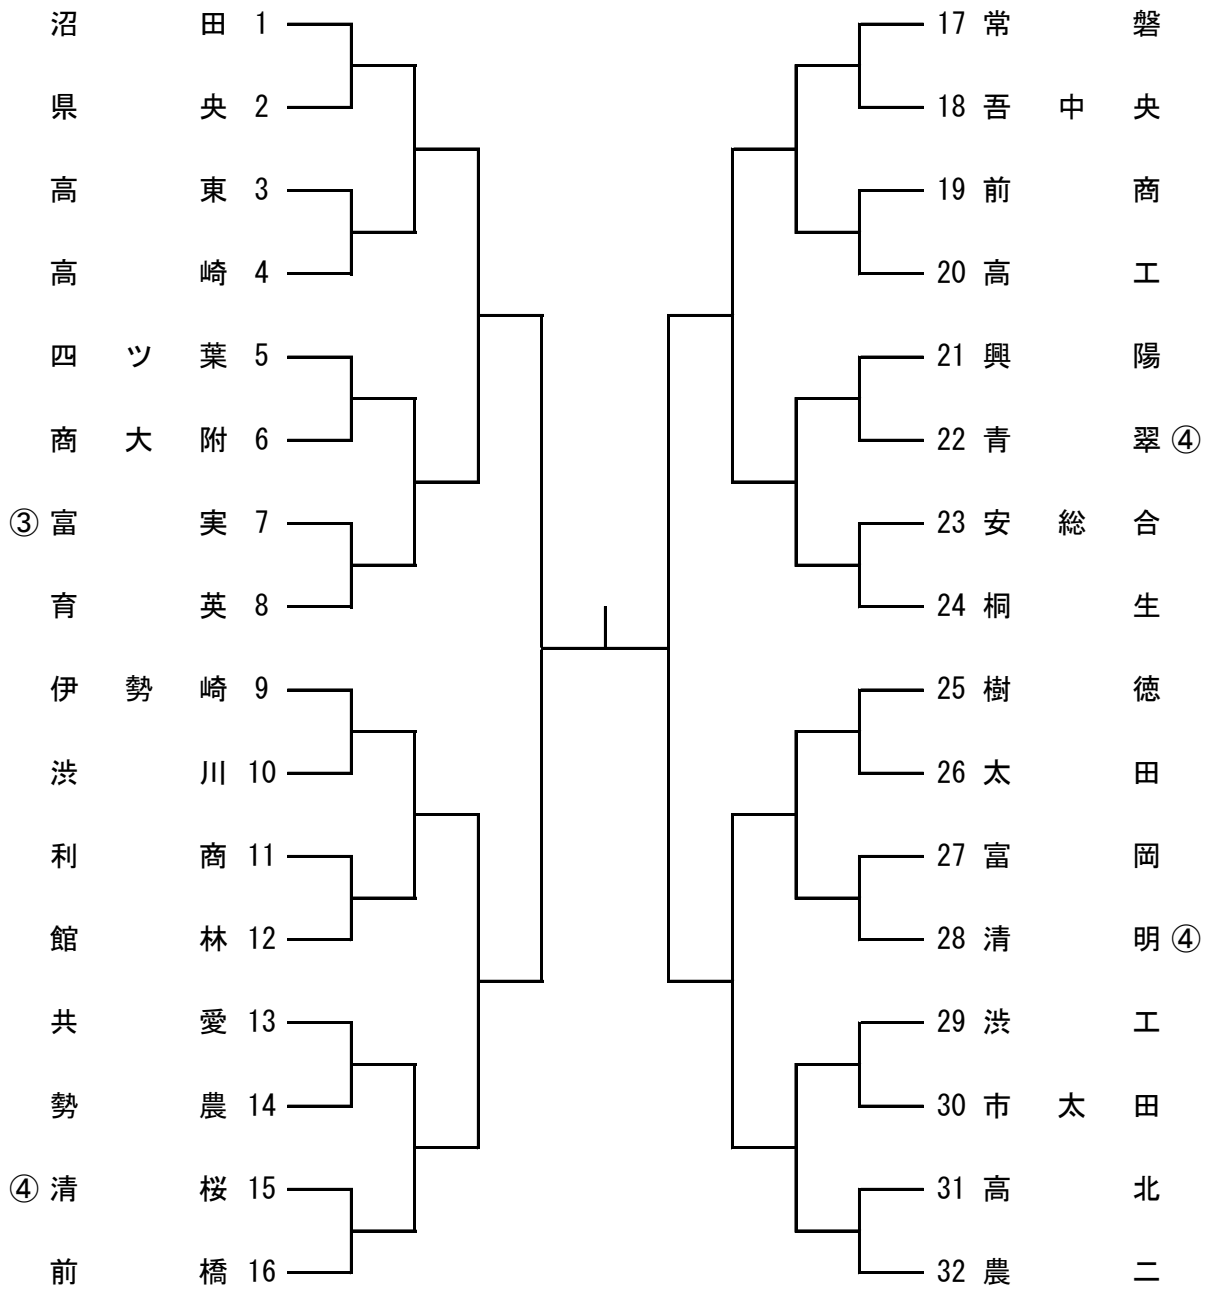 沼田 1
県央 2
高東 3
高崎 4
四ツ葉 5
商大附 6
③ 富実 7
育英 8
伊勢崎 9
渋川 10
利商 11
館林 12
共愛 13
勢農 14
④ 清桜 15
前橋 16
17 常磐
18 吾中央
19 前商
20 高工
21 興陽
22 青翠 ④
23 安総合
24 桐生
25 樹徳
26 太田
27 富岡
28 清明 ④
29 渋工
30 市太田
31 高北
32 農二